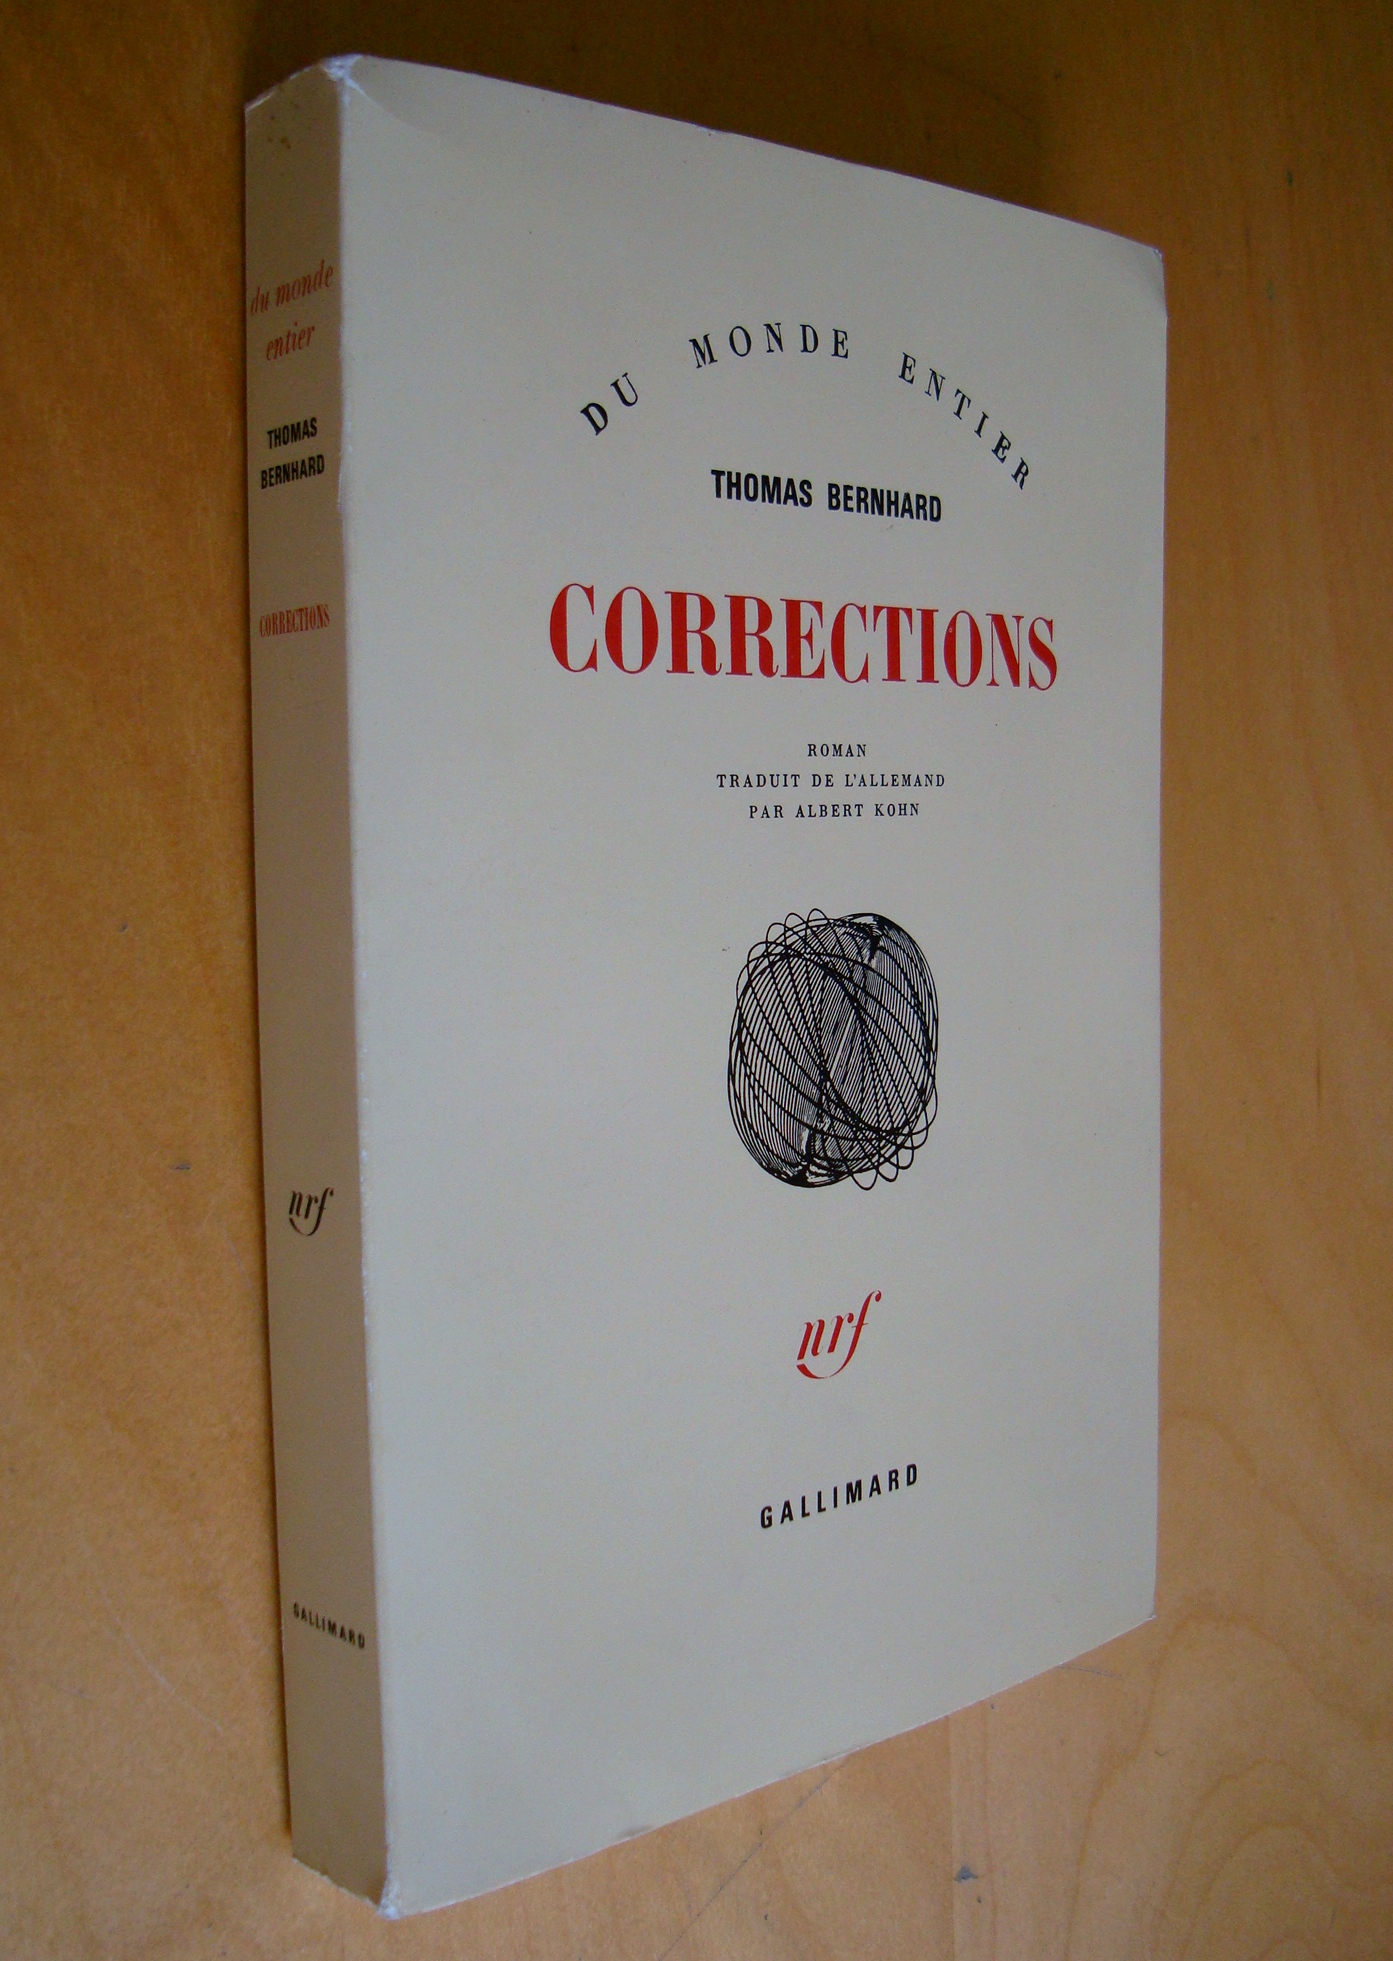 du monde
entier
THOMAS
BERNHARD
CORRECTIONS
nrf
GALLIMARD
DU MONDE ENTIER
THOMAS BERNHARD
CORRECTIONS
ROMAN
TRADUIT DE L'ALLEMAND
PAR ALBERT KOHN
nrf
GALLIMARD